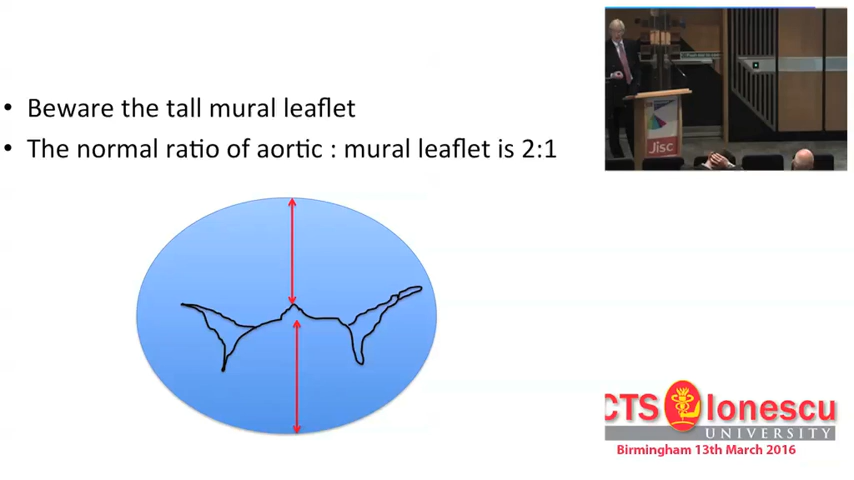 • Beware the tall mural leaflet
• The normal ratio of aortic : mural leaflet is 2:1
Jisc
CTS Ionescu
UNIVERSITY
Birmingham 13th March 2016